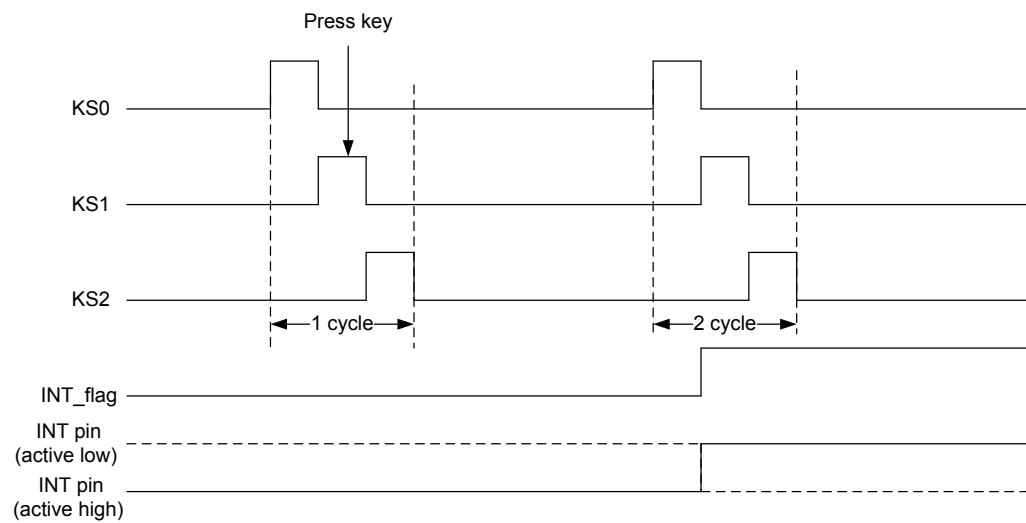 Press key
KS0
KS1
KS2
1 cycle
2 cycle
INT_flag
INT pin
(active low)
INT pin
(active high)